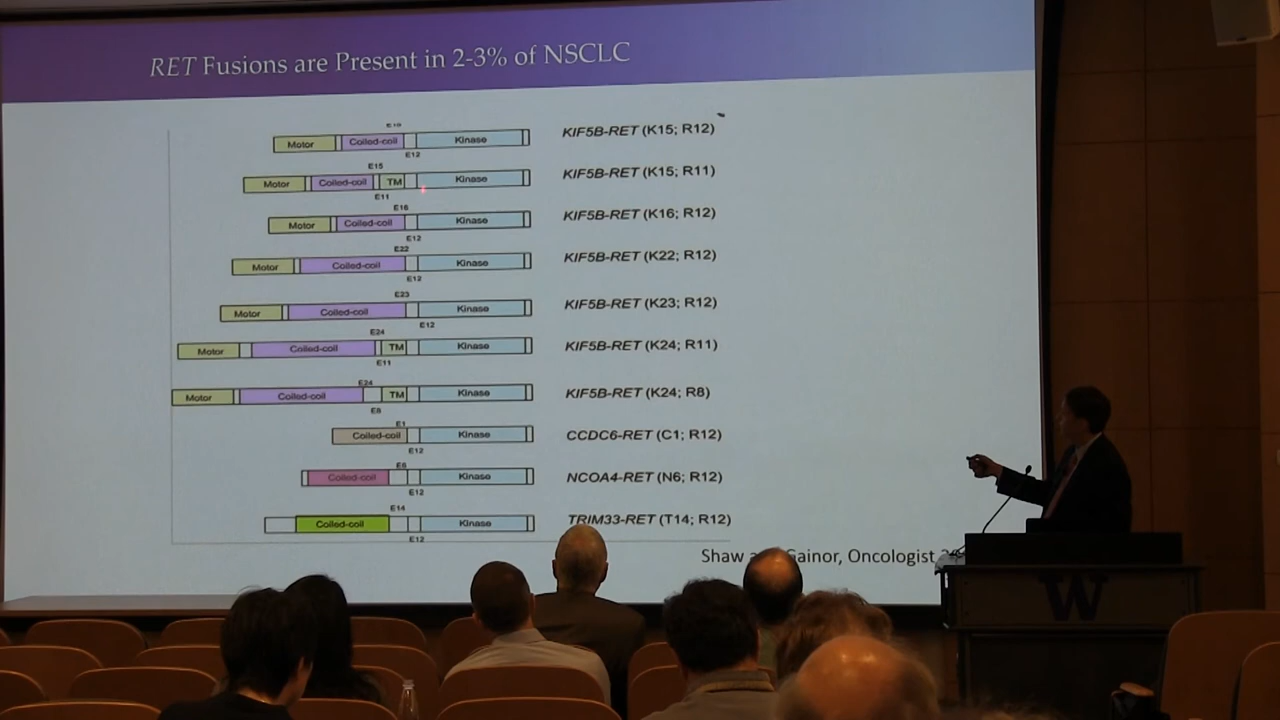 RET Fusions are Present in 2-3% of NSCLC
Motor Coiled-coil Kinase KIF5B-RET (K15; R12)
E12
E15
Motor Coiled-coil TM Kinase KIF5B-RET (K15; R11)
E11
E16
Motor Coiled-coil Kinase KIF5B-RET (K16; R12)
E12
E22
Motor Coiled-coil Kinase KIF5B-RET (K22; R12)
E12
E23
Motor Coiled-coil Kinase KIF5B-RET (K23; R12)
E12
E24
Motor Coiled-coil TM Kinase KIF5B-RET (K24; R11)
E11
E24
Motor Coiled-coil TM Kinase KIF5B-RET (K24; R8)
E8
E1
Coiled-coil Kinase CCDC6-RET (C1; R12)
E12
E6
Coiled-coil Kinase NCOA4-RET (N6; R12)
E12
E14
Coiled-coil Kinase TRIM33-RET (T14; R12)
E12
Shaw Gainor, Oncologist
W